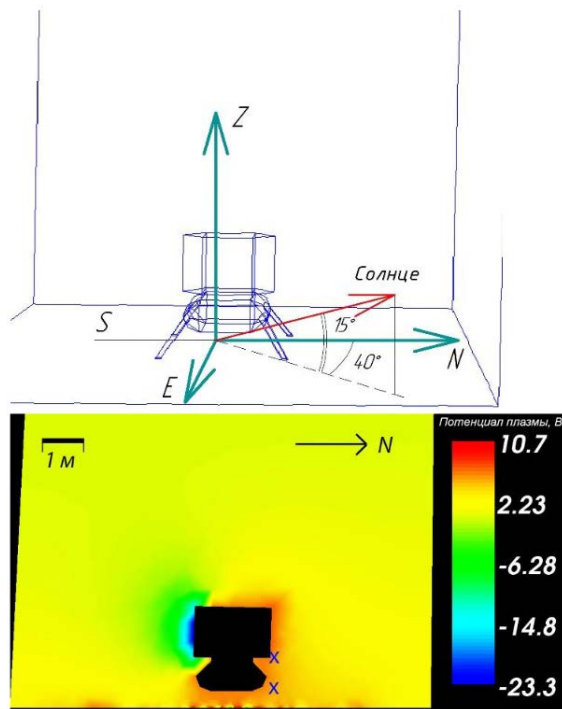 Z
Солнце
S
15°
40°
N
E
Потенциал плазмы, В
1 м
N
10.7
2.23
-6.28
-14.8
-23.3
x
x